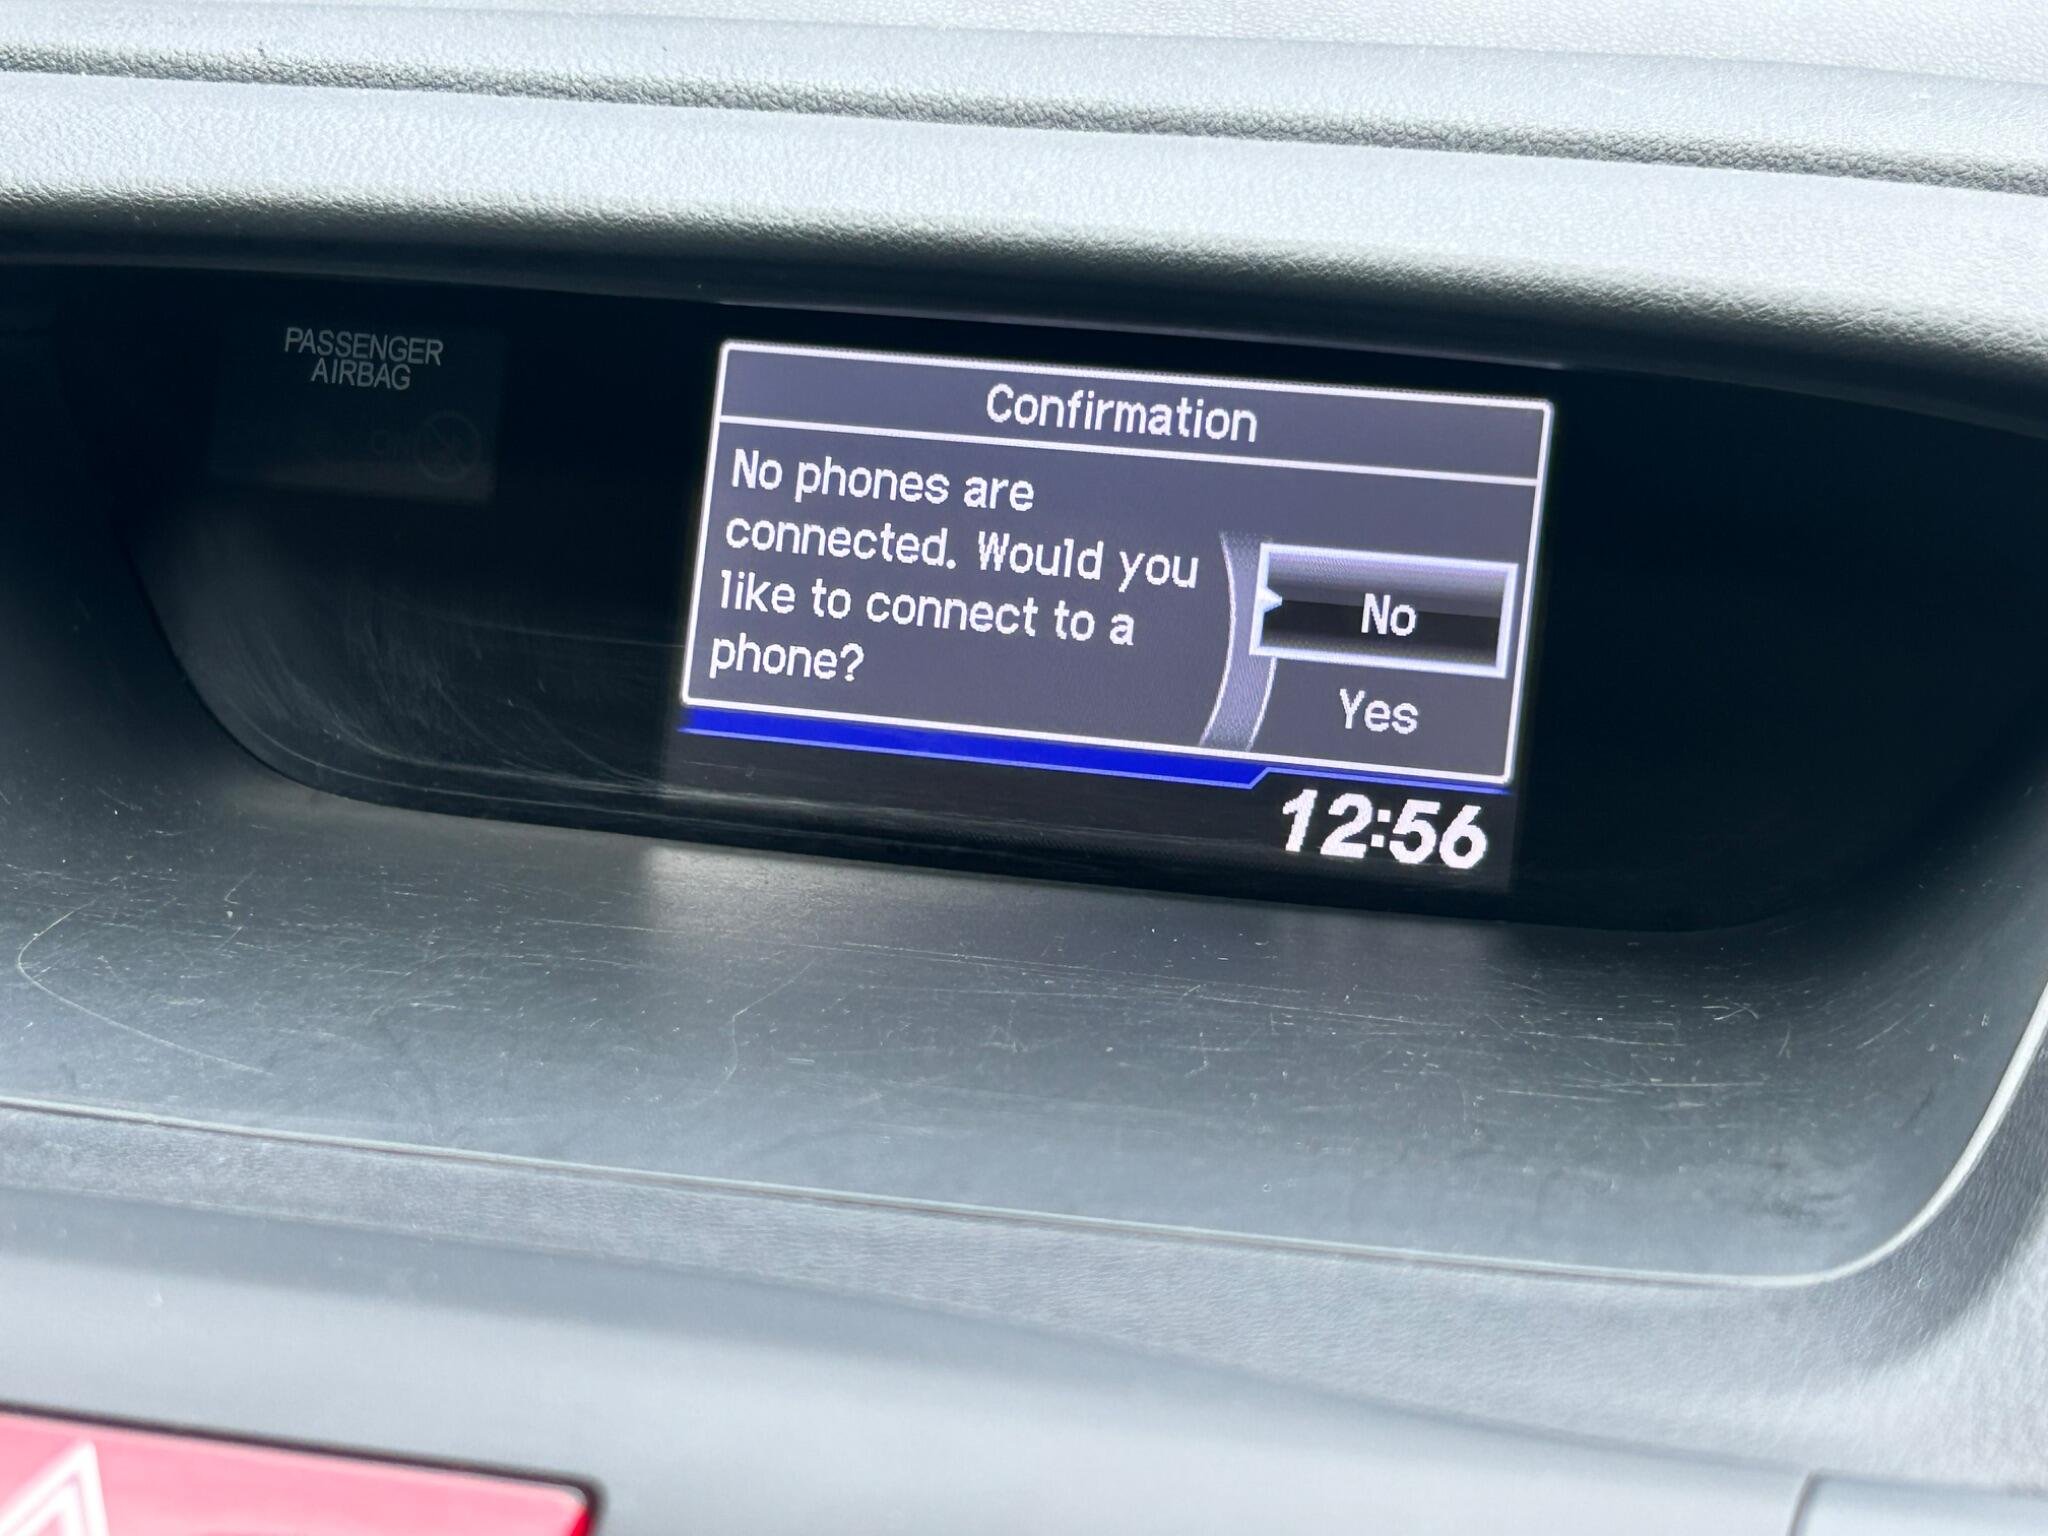 PASSENGER
AIRBAG
Confirmation
No phones are
connected. Would you
like to connect to a
phone?
No
Yes
12:56